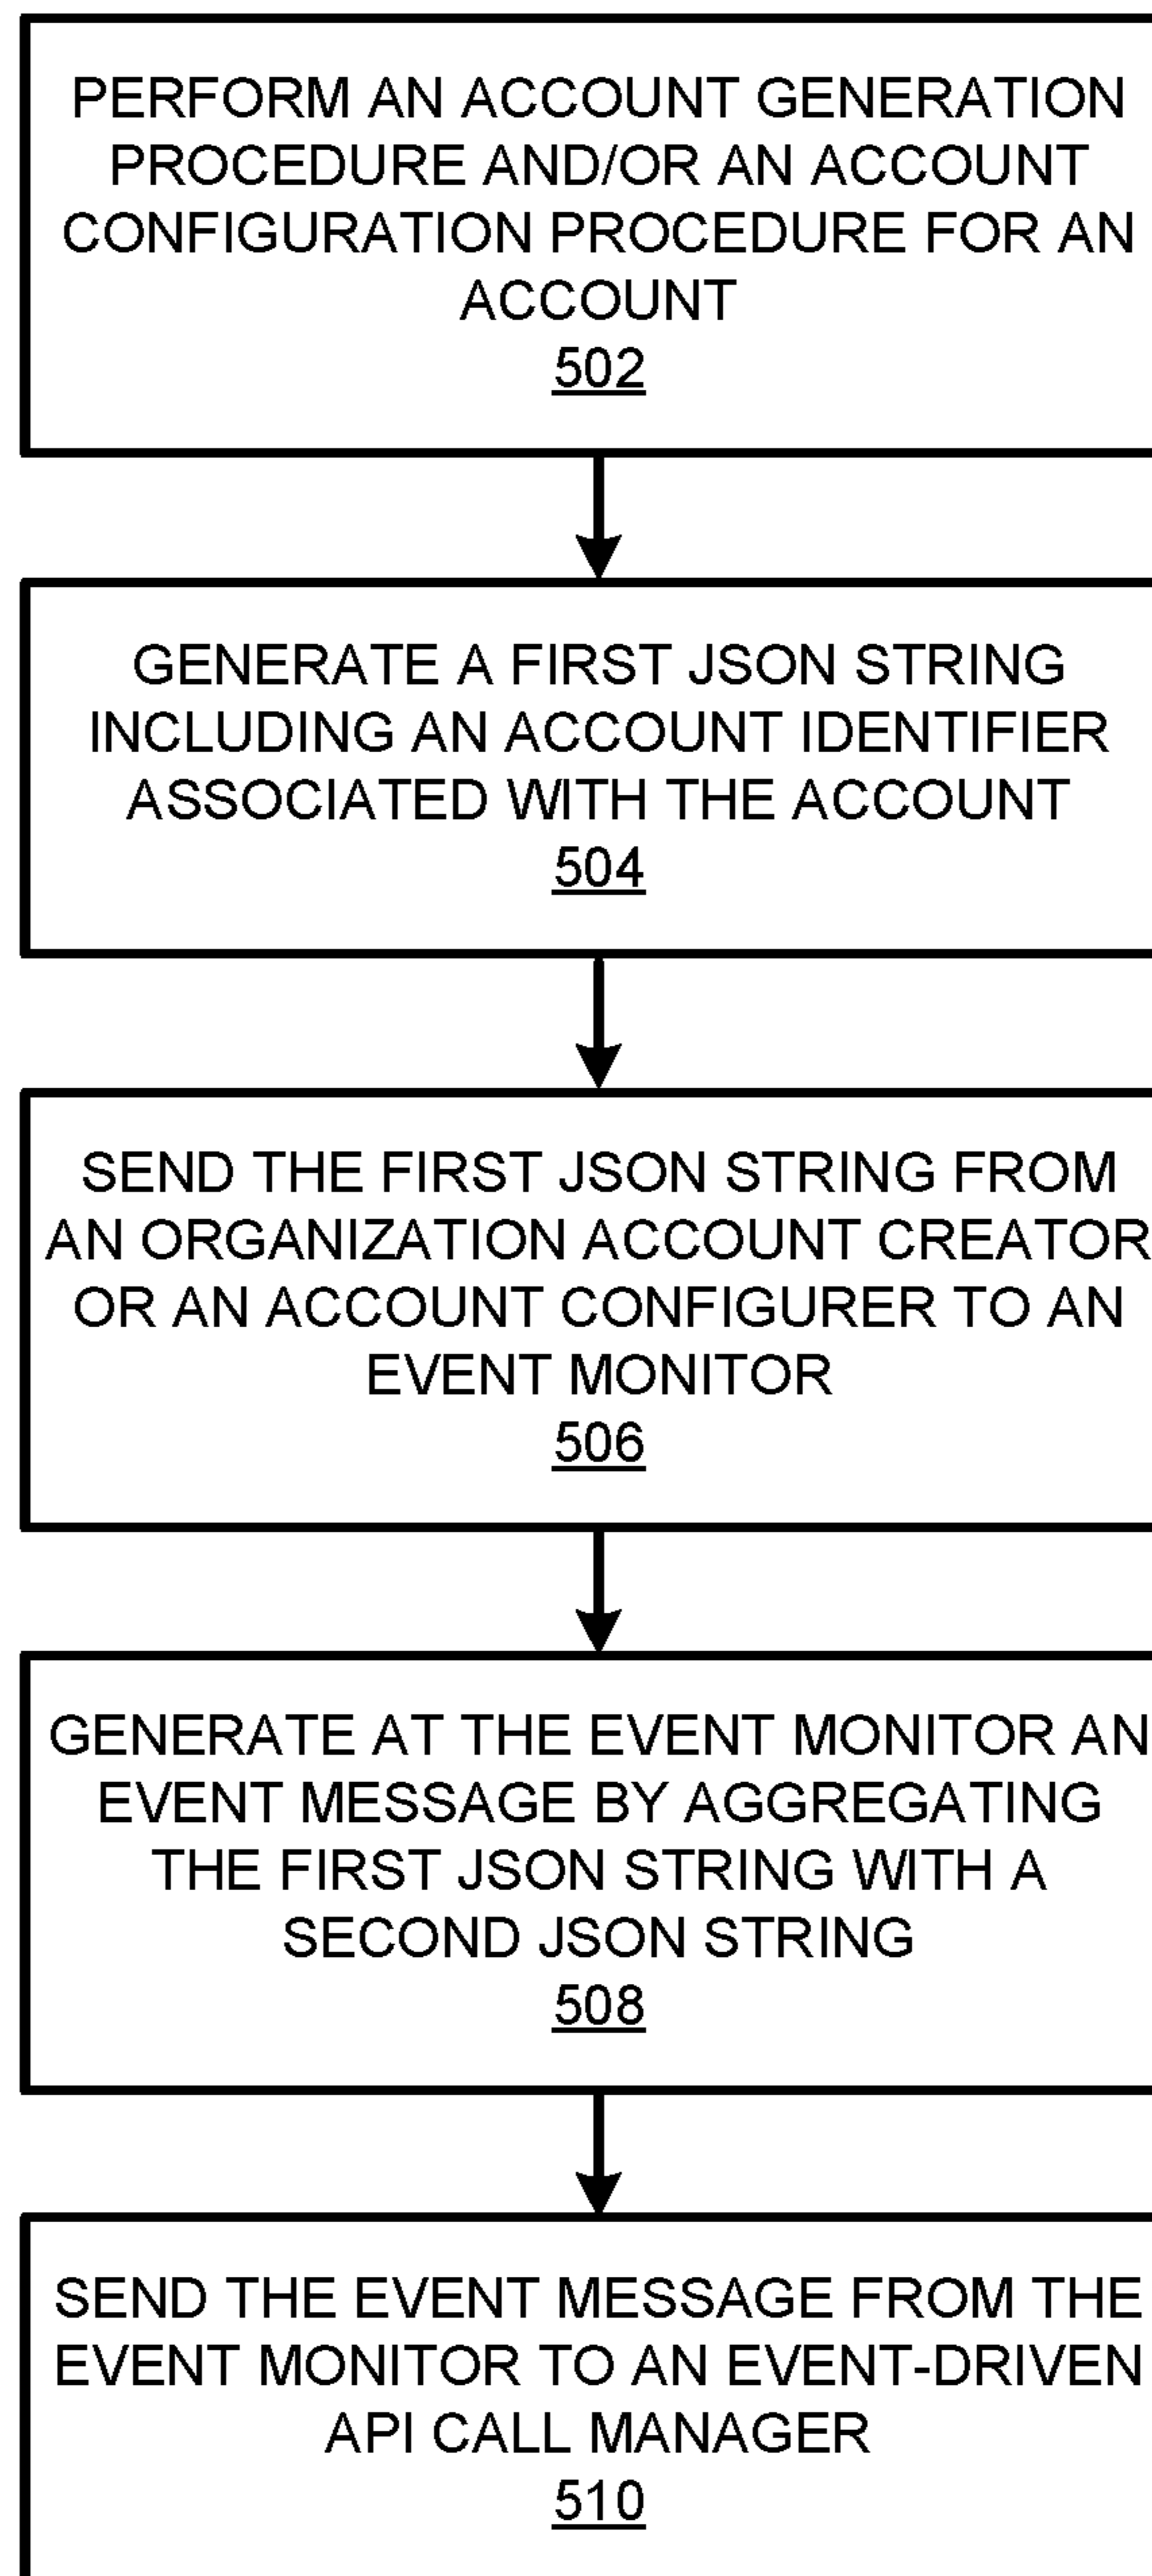 PERFORM AN ACCOUNT GENERATION
PROCEDURE AND/OR AN ACCOUNT
CONFIGURATION PROCEDURE FOR AN
ACCOUNT
502
GENERATE A FIRST JSON STRING
INCLUDING AN ACCOUNT IDENTIFIER
ASSOCIATED WITH THE ACCOUNT
504
SEND THE FIRST JSON STRING FROM
AN ORGANIZATION ACCOUNT CREATOR
OR AN ACCOUNT CONFIGURER TO AN
EVENT MONITOR
506
GENERATE AT THE EVENT MONITOR AN
EVENT MESSAGE BY AGGREGATING
THE FIRST JSON STRING WITH A
SECOND JSON STRING
508
SEND THE EVENT MESSAGE FROM THE
EVENT MONITOR TO AN EVENT-DRIVEN
API CALL MANAGER
510